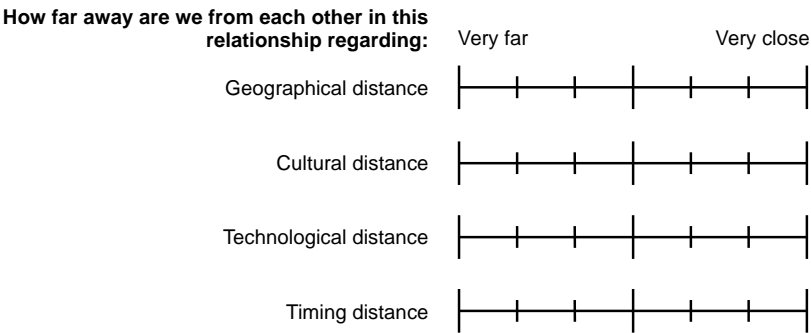 How far away are we from each other in this
relationship regarding:
Very far
Very close
Geographical distance
Cultural distance
Technological distance
Timing distance